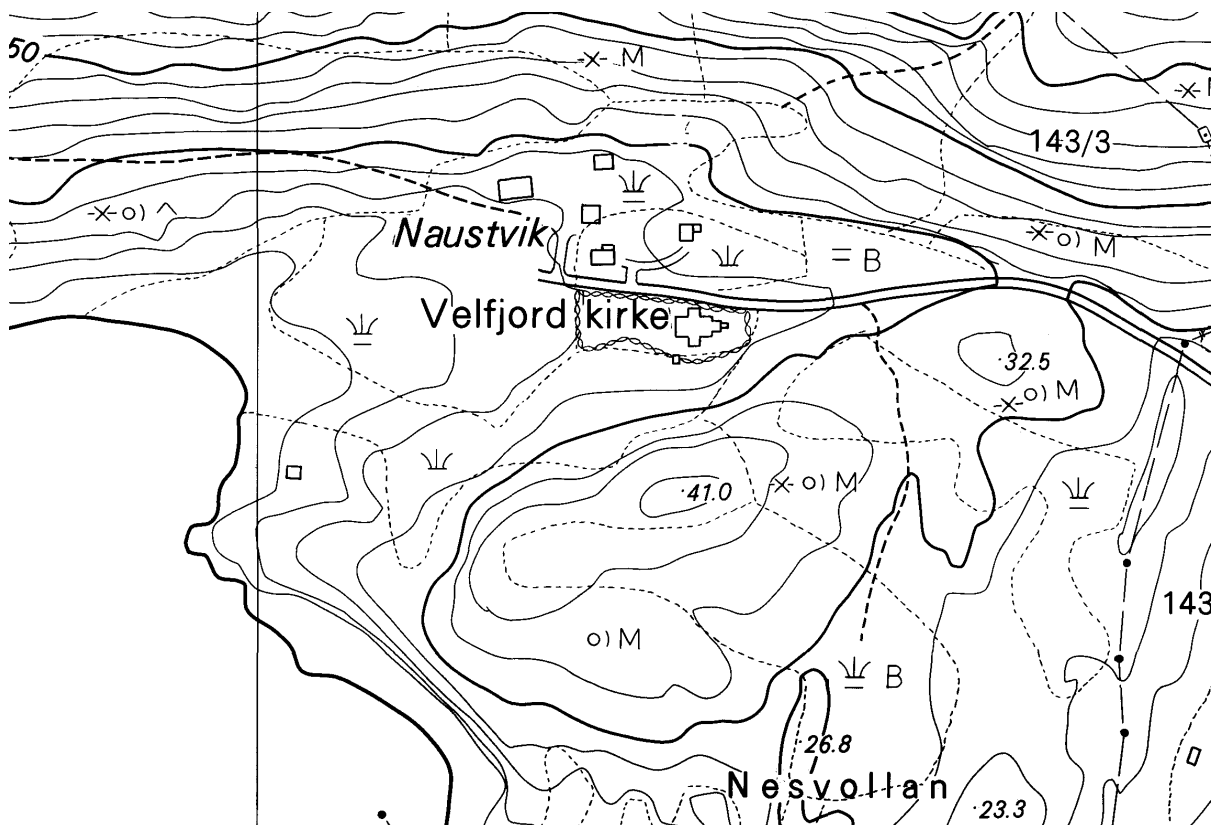 50
M
143/3
o) ^
Naustvik
o) M
B
Velfjord kirke
32.5
o) M
41.0
o) M
143
o) M
B
26.8
Nesvollan
23.3